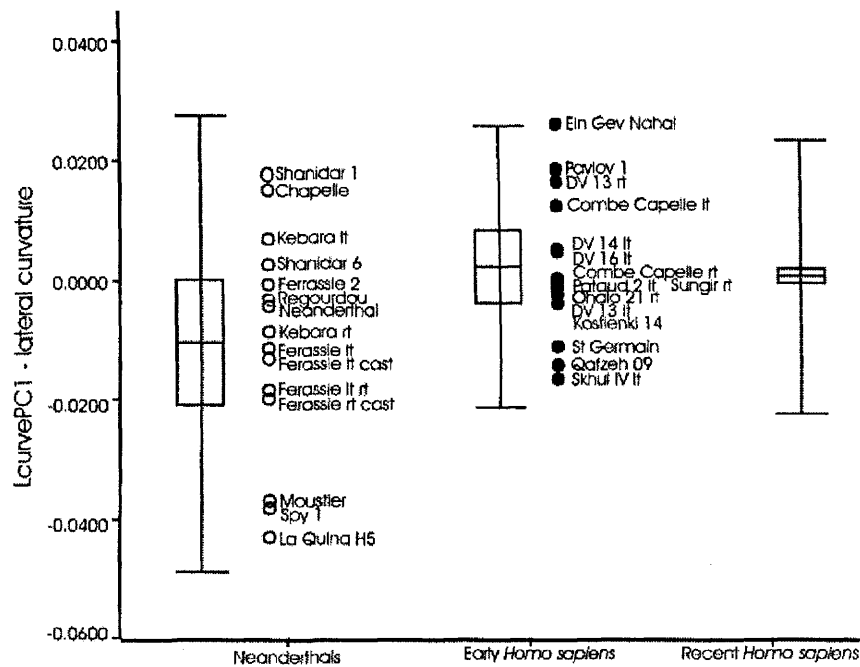 LcurvePC1 - lateral curvature
0.0400
0.0200
0.0000
-0.0200
-0.0400
-0.0600
Shanidar 1
Chapelle
Kebara lt
Shanidar 6
Ferrassie 2
Regourdou
Neanderthal
Kebara rt
Ferassie lt
Ferassie lt cast
Ferassie lt rt
Ferassie rt cast
Moustier
Spy 1
La Quina H5
Ein Gev Nahal
Pavlov 1
DV 13 rt
Combe Capelle lt
DV 14 lt
DV 16 lt
Combe Capelle rt
Pataud 2 lt Sungir rt
Ohalo 21 rt
DV 13 lt
Kostienki 14
St Germain
Qafzeh 09
Skhul IV lt
Neanderthals
Early Homo sapiens
Recent Homo sapiens